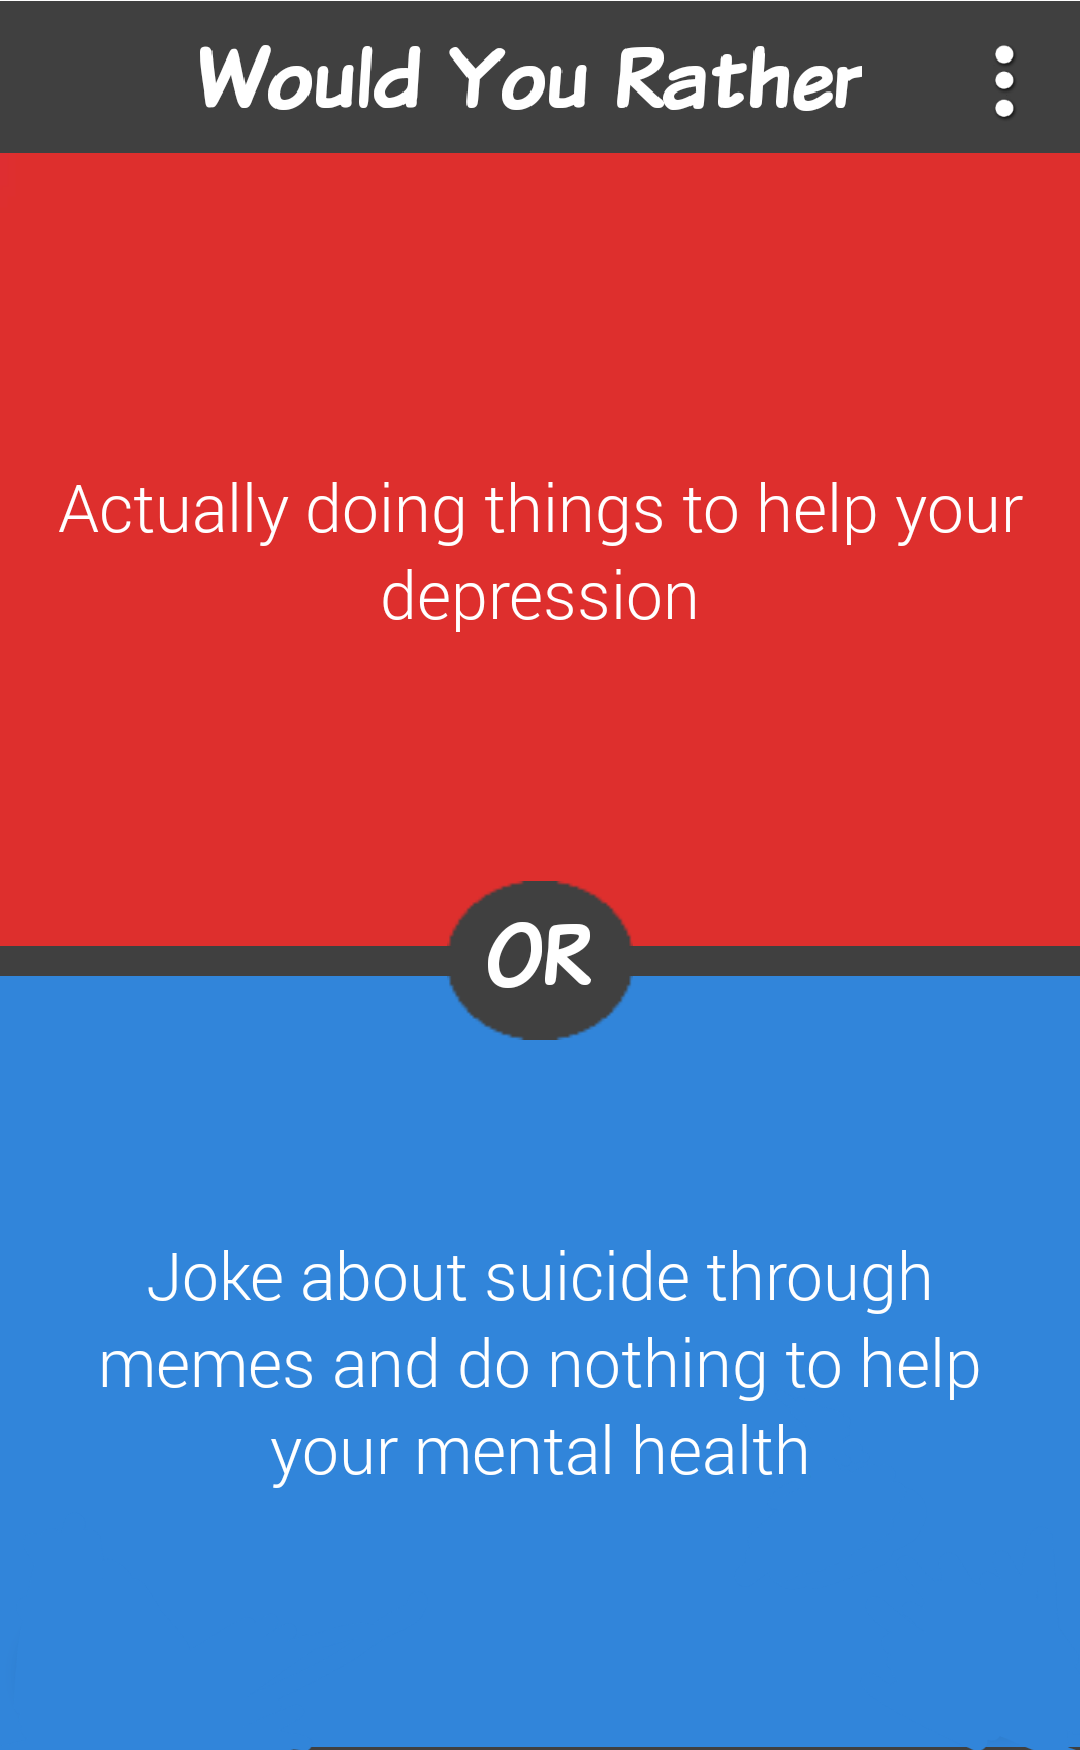 Would You Rather
Actually doing things to help your
depression
OR
Joke about suicide through
memes and do nothing to help
your mental health